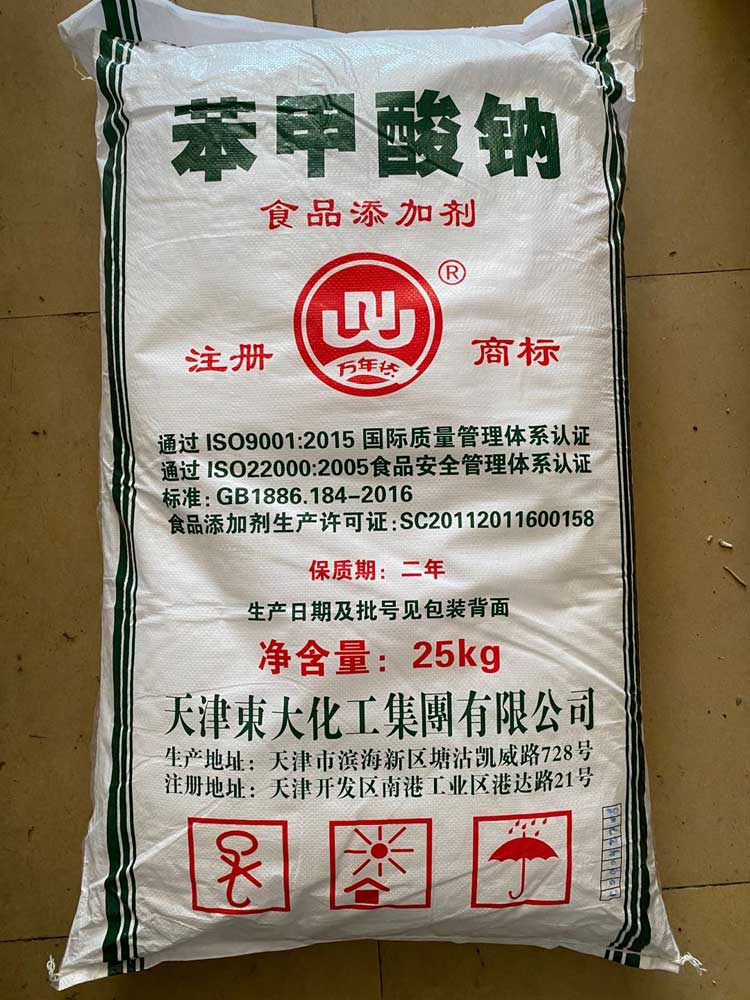 苯甲酸钠
食品添加剂
®
注册 商标
万年松
通过 ISO9001:2015 国际质量管理体系认证
通过 ISO22000:2005食品安全管理体系认证
标准:GB1886.184-2016
食品添加剂生产许可证:SC20112011600158
保质期:二年
生产日期及批号见包装背面
净含量:25kg
天津東大化工集團有限公司
生产地址:天津市滨海新区塘沽凯威路728号
注册地址:天津开发区南港工业区港达路21号